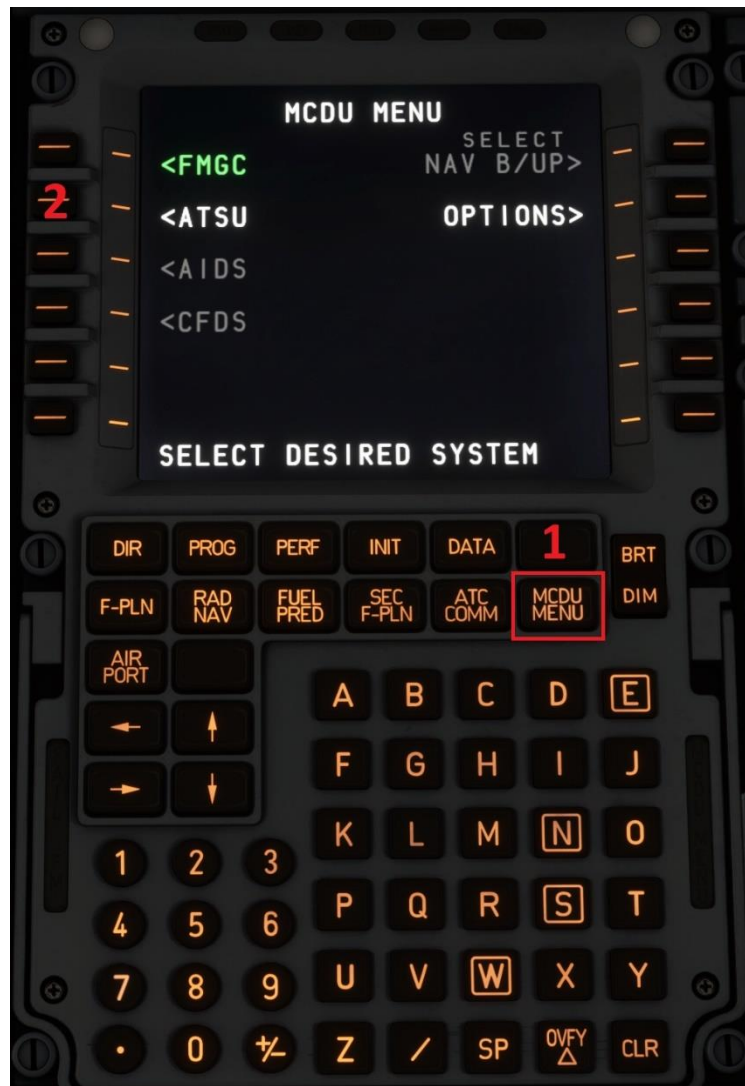 MCDU MENU
SELECT
<FMGC NAV B/UP>
2
<ATSU OPTIONS>
<AIDS
<CFDS
SELECT DESIRED SYSTEM
DIR PROG PERF INIT DATA 1 BRT
F-PLN RAD NAV FUEL PRED SEC F-PLN ATC COMM MCDU MENU DIM
AIR PORT
A B C D E
← ↑
F G H I J
→ ↓
K L M N O
1 2 3
P Q R S T
4 5 6
U V W X Y
7 8 9
Z / SP OVFY △ CLR
. 0 +/-